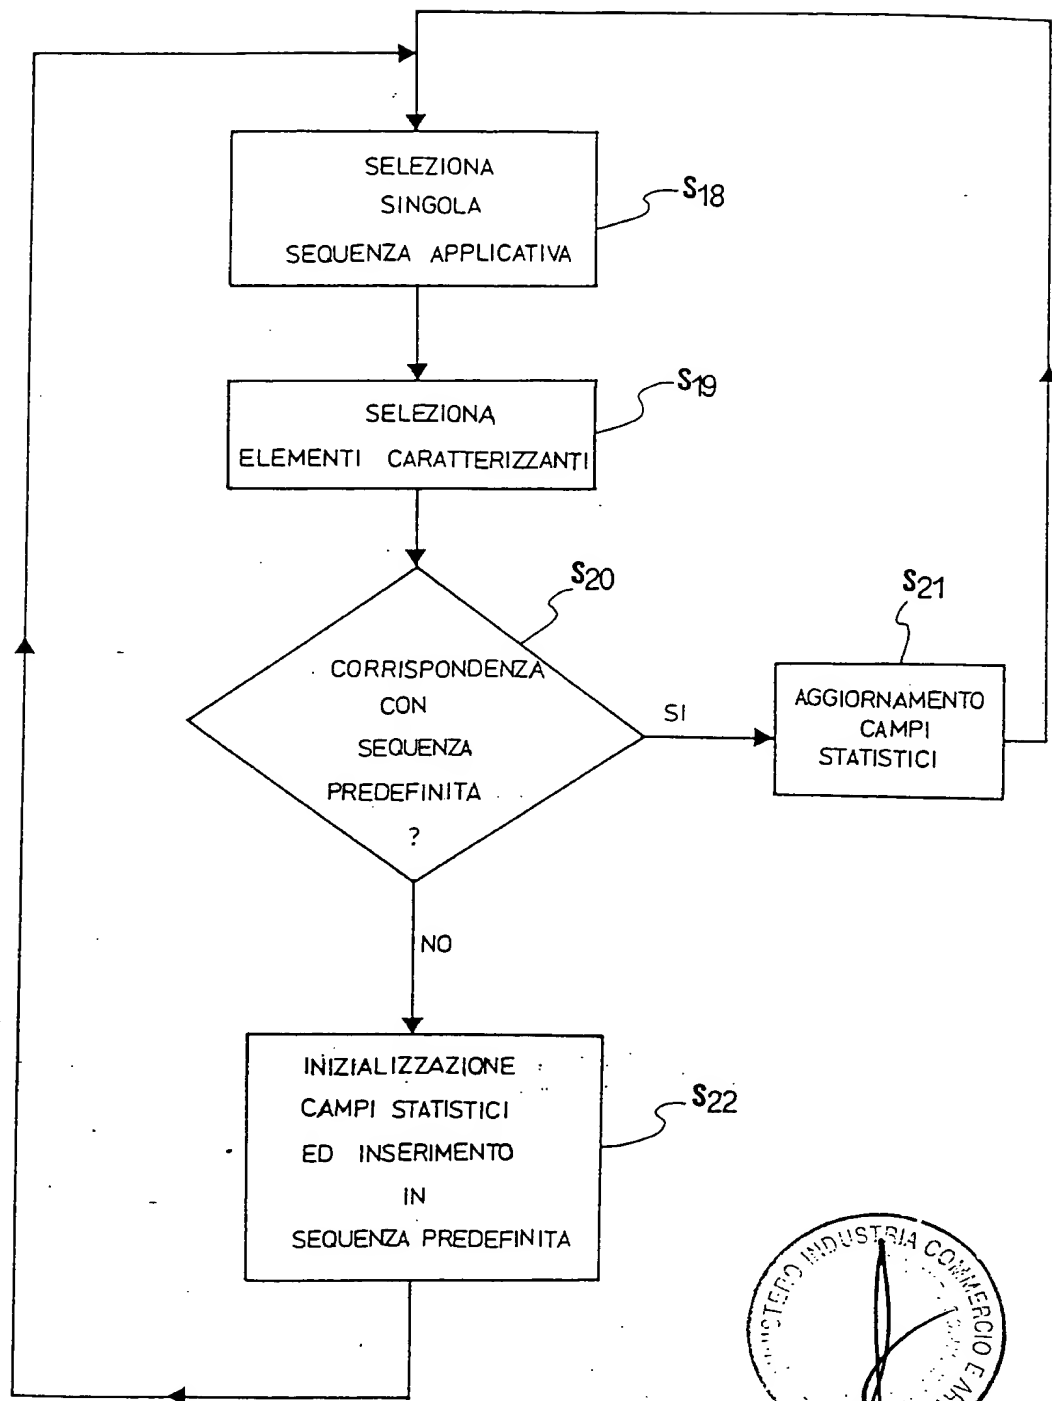 SELEZIONA
SINGOLA
SEQUENZA APPLICATIVA
S18
SELEZIONA
ELEMENTI CARATTERIZZANTI
S19
S20
CORRISPONDENZA
CON
SEQUENZA
PREDEFINITA
?
SI
S21
AGGIORNAMENTO
CAMPI
STATISTICI
NO
INIZIALIZZAZIONE
CAMPI STATISTICI
ED INSERIMENTO
IN
SEQUENZA PREDEFINITA
S22
INDUSTRIA COMMERCIO E